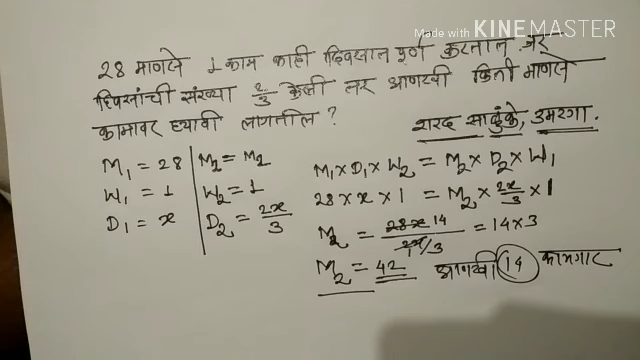 Made with KINEMASTER
28 माणसे 1 काम काही दिवसात पूर्ण करतात जर
दिवसांची संख्या 2/3 केली तर आणखी किती माणसे
कामावर घ्यावी लागतील ?
शरद साळुंके, उमरगा.
M₁ = 28 | M₂ = M₂
W₁ = 1 | W₂ = 1
D₁ = x | D₂ = 2x/3
M₁ × D₁ × W₂ = M₂ × D₂ × W₁
28 × x × 1 = M₂ × 2x/3 × 1
M₂ = 28x 14 / 2x/3 = 14 × 3
M₂ = 42 आणखी 14 कामगार